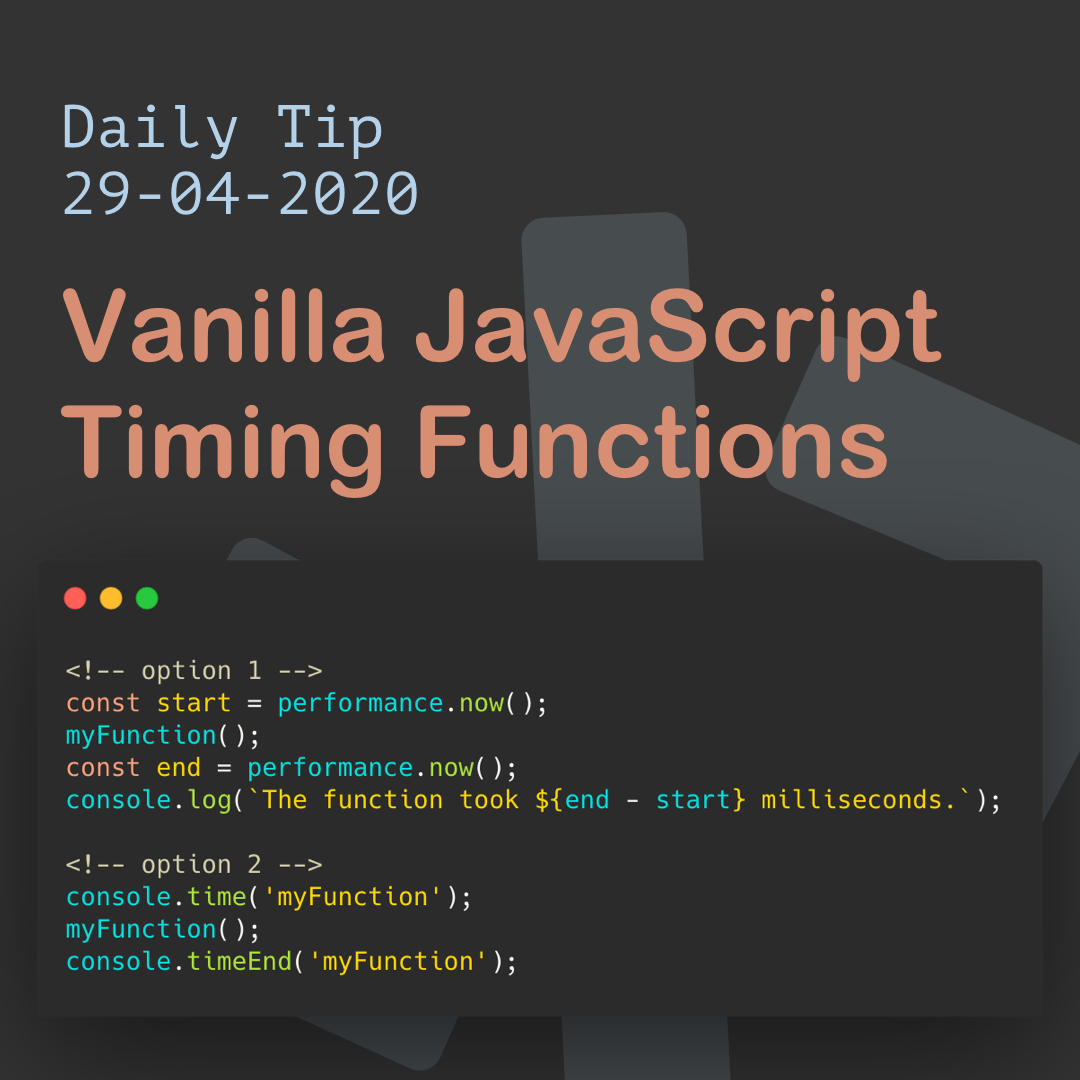 Daily Tip
29-04-2020
Vanilla JavaScript
Timing Functions
<!-- option 1 -->
const start = performance.now();
myFunction();
const end = performance.now();
console.log(`The function took ${end - start} milliseconds.`);
<!-- option 2 -->
console.time('myFunction');
myFunction();
console.timeEnd('myFunction');